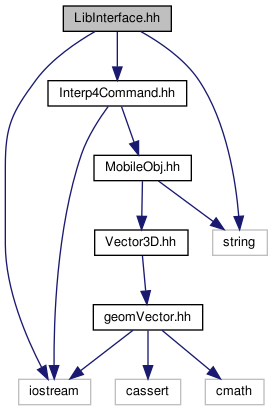 LibInterface.hh
Interp4Command.hh
MobileObj.hh
Vector3D.hh
string
geomVector.hh
iostream
cassert
cmath